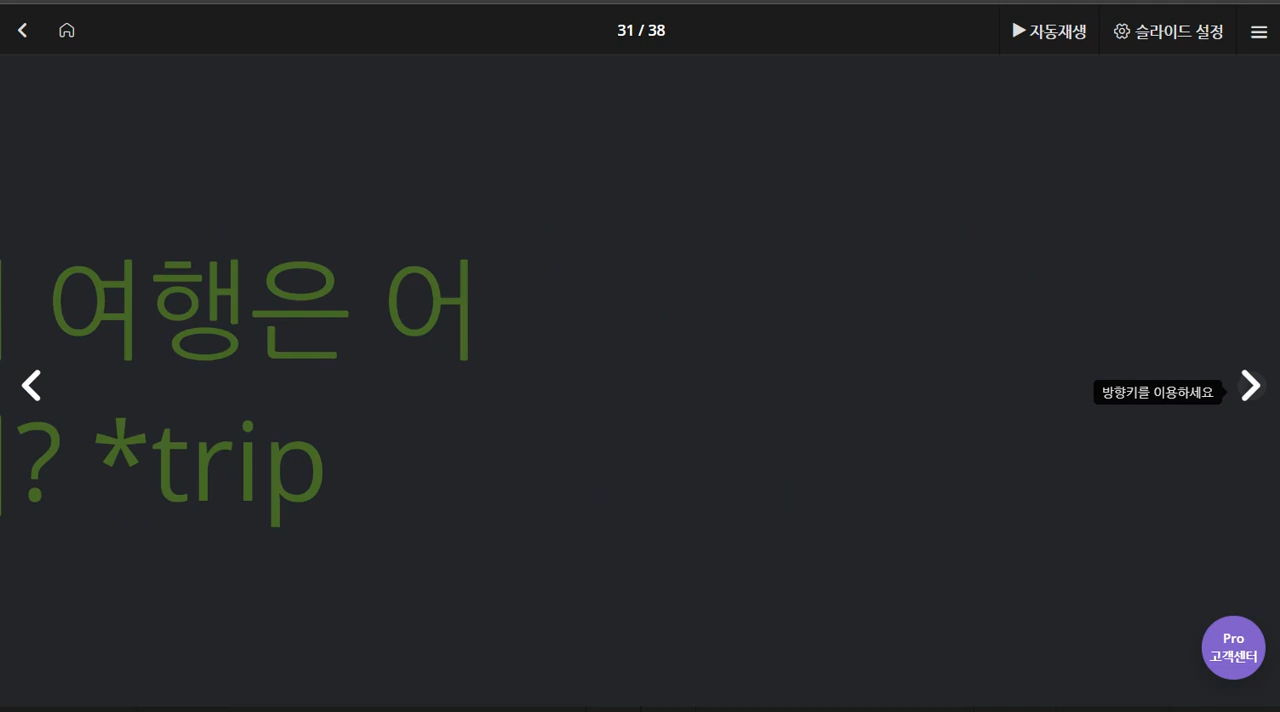 31 / 38
자동재생
슬라이드 설정
여행은 어
? *trip
방향키를 이용하세요
Pro
고객센터